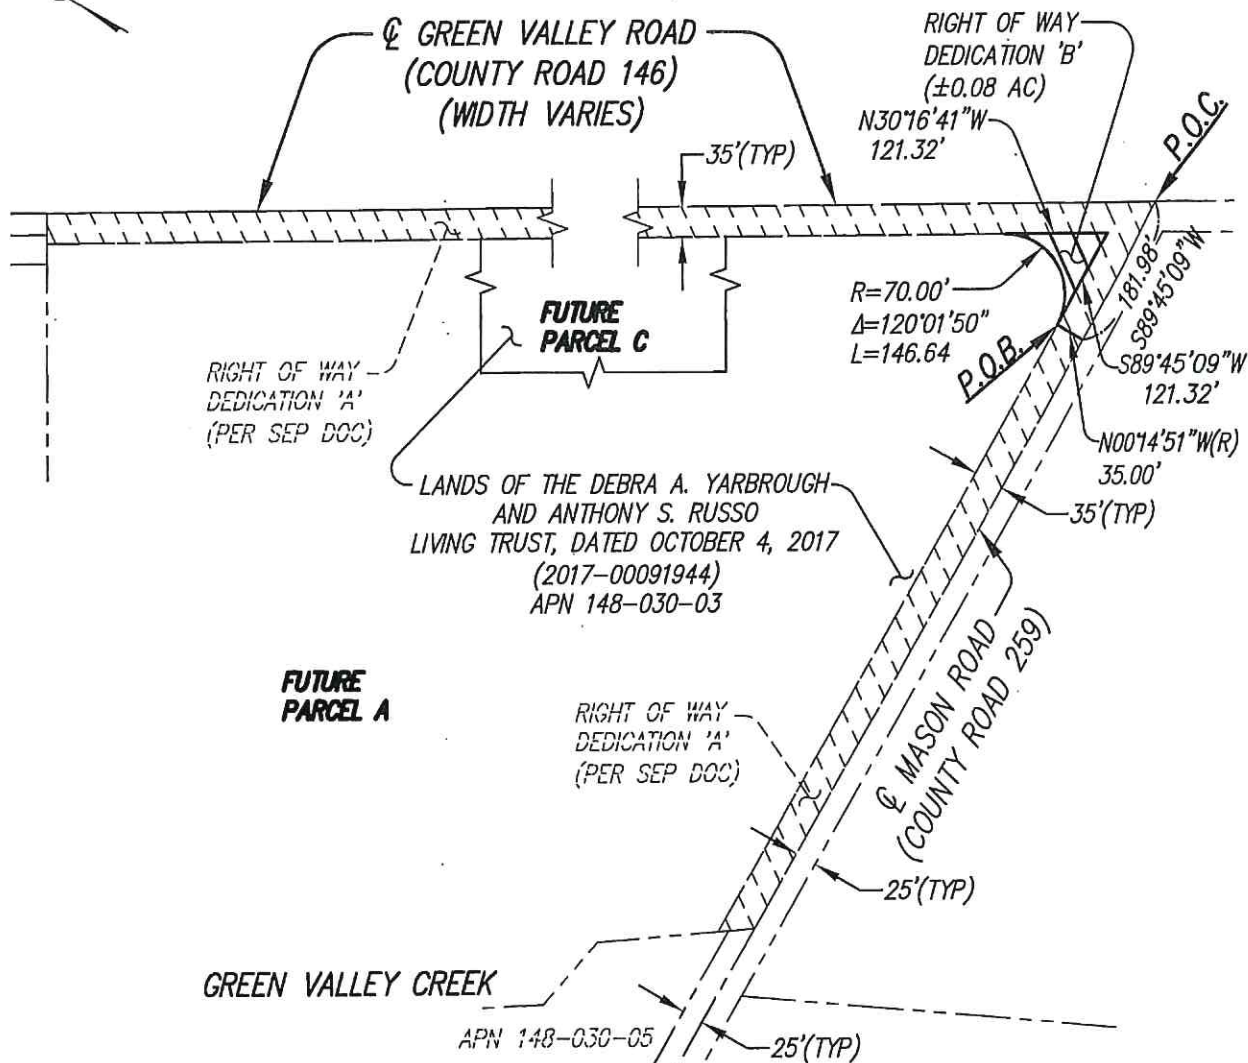 ℄ GREEN VALLEY ROAD
(COUNTY ROAD 146)
(WIDTH VARIES)
RIGHT OF WAY
DEDICATION 'B'
(±0.08 AC)
N30°16'41"W
121.32'
P.O.C.
35'(TYP)
181.98'
S89°45'09"W
R=70.00'
Δ=120°01'50"
L=146.64
P.O.B.
S89°45'09"W
121.32'
N00°14'51"W(R)
35.00'
FUTURE
PARCEL C
RIGHT OF WAY
DEDICATION 'A'
(PER SEP DOC)
LANDS OF THE DEBRA A. YARBROUGH
AND ANTHONY S. RUSSO
LIVING TRUST, DATED OCTOBER 4, 2017
(2017-00091944)
APN 148-030-03
35'(TYP)
FUTURE
PARCEL A
RIGHT OF WAY
DEDICATION 'A'
(PER SEP DOC)
℄ MASON ROAD
(COUNTY ROAD 259)
25'(TYP)
GREEN VALLEY CREEK
APN 148-030-05
25'(TYP)